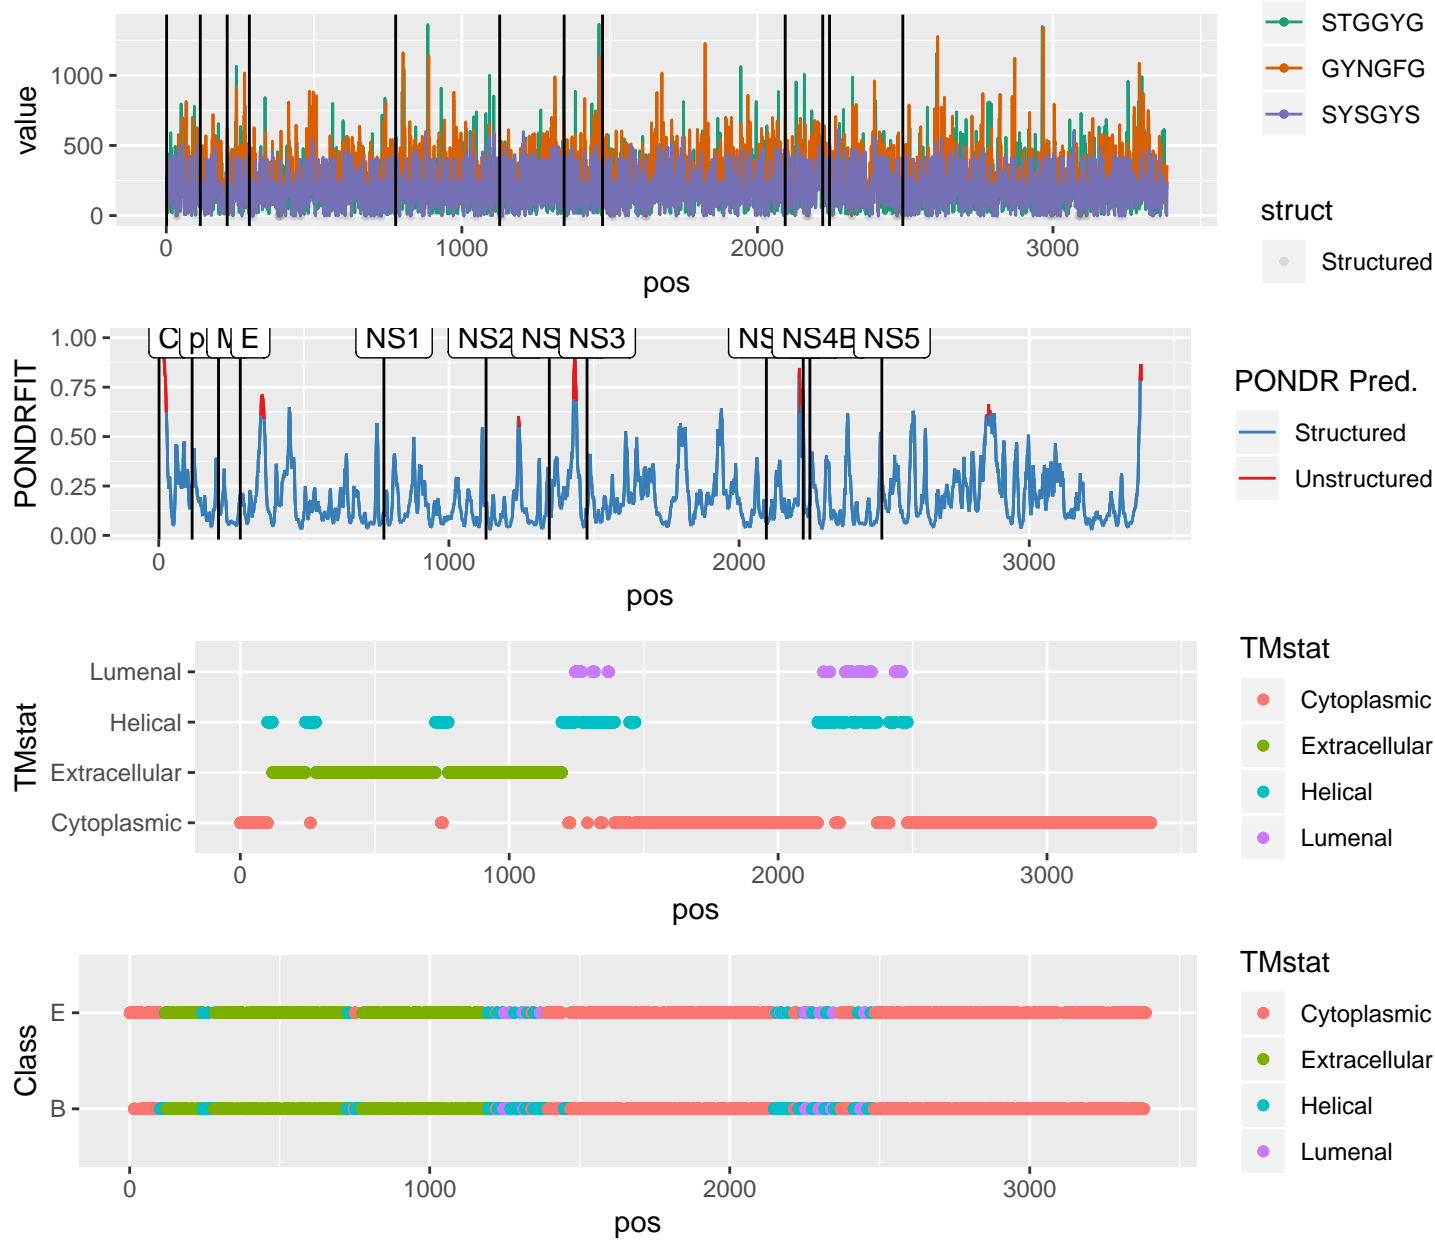 value
1000
500
0
0
1000
2000
3000
pos
STGGYG
GYNGFG
SYSGYS
struct
Structured
PONDRFIT
1.00
0.75
0.50
0.25
0.00
C
p
E
NS1
NS2
NS
NS3
NS4B
NS5
0
1000
2000
3000
pos
PONDR Pred.
Structured
Unstructured
TMstat
Lumenal
Helical
Extracellular
Cytoplasmic
0
1000
2000
3000
pos
TMstat
Cytoplasmic
Extracellular
Helical
Lumenal
Class
E
B
0
1000
2000
3000
pos
TMstat
Cytoplasmic
Extracellular
Helical
Lumenal